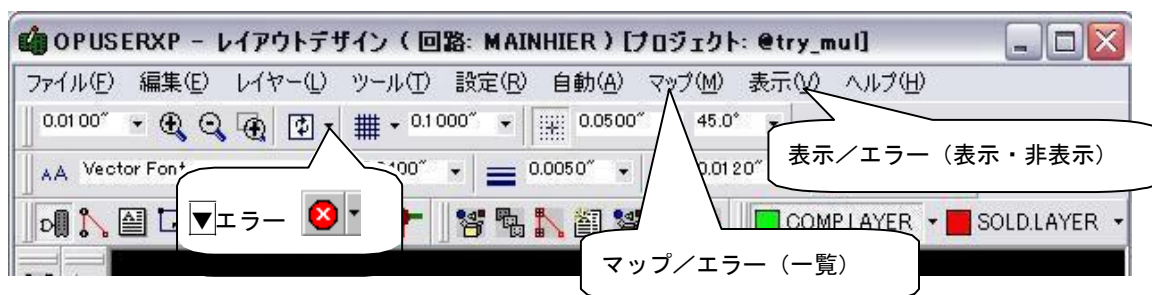 OPUSERXP - レイアウトデザイン ( 回路: MAINHIER ) [プロジェクト: @try_mul]
ファイル(F) 編集(E) レイヤー(L) ツール(T) 設定(R) 自動(A) マップ(M) 表示(V) ヘルプ(H)
0.0100" 0.1000" 0.0500" 45.0°
表示/エラー(表示・非表示)
AA Vector Font 0.0050" 0.0120"
▼エラー
COMP.LAYER SOLD.LAYER
マップ/エラー(一覧)